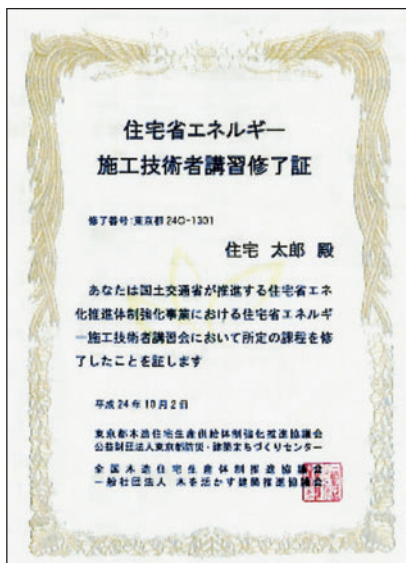 住宅省エネルギー
施工技術者講習修了証
修了番号:東京都24C-1301
住宅 太郎 殿
あなたは国土交通省が推進する住宅省エネ
化推進体制強化事業における住宅省エネルギ
ー施工技術者講習会において所定の課程を修
了したことを証します
平成24年10月2日
東京都木造住宅生産供給体制強化推進協議会
公益財団法人東京都防災・建築まちづくりセンター
全国木造住宅生産体制推進協議会
一般社団法人 木を活かす建築推進協議会